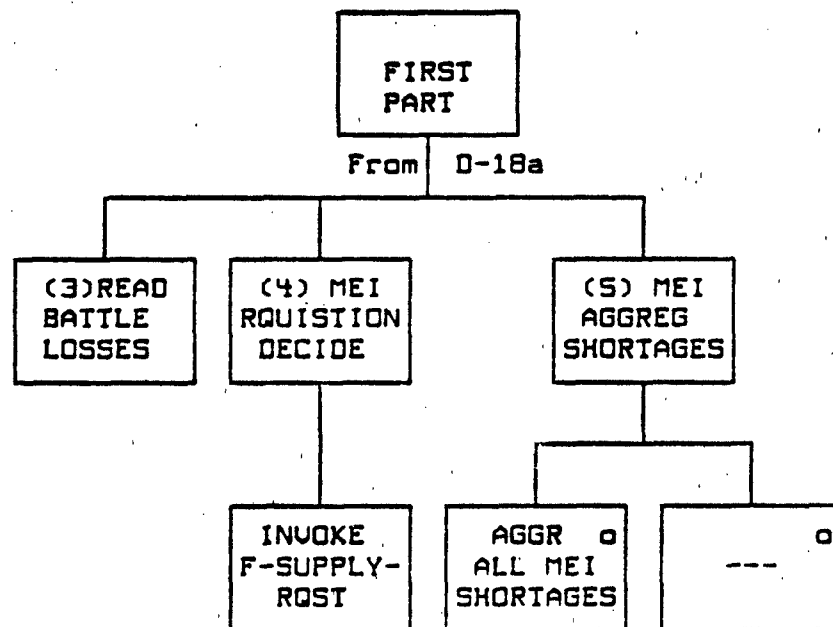 FIRST
PART
From D-18a
(3)READ
BATTLE
LOSSES
(4) MEI
RQUISTION
DECIDE
(5) MEI
AGGREG
SHORTAGES
INVOKE
F-SUPPLY-
RQST
AGGR o
ALL MEI
SHORTAGES
o
---